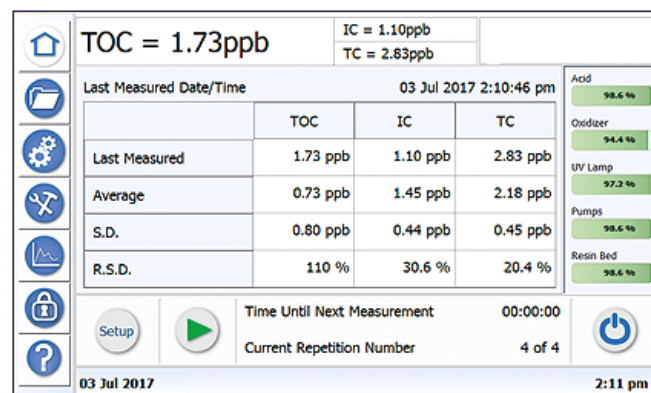 TOC = 1.73ppb
IC = 1.10ppb
TC = 2.83ppb
Last Measured Date/Time 03 Jul 2017 2:10:46 pm
TOC IC TC
Last Measured 1.73 ppb 1.10 ppb 2.83 ppb
Average 0.73 ppb 1.45 ppb 2.18 ppb
S.D. 0.80 ppb 0.44 ppb 0.45 ppb
R.S.D. 110 % 30.6 % 20.4 %
Acid
98.6 %
Oxidizer
94.4 %
UV Lamp
97.2 %
Pumps
98.6 %
Resin Bed
98.6 %
Setup
Time Until Next Measurement 00:00:00
Current Repetition Number 4 of 4
?
03 Jul 2017 2:11 pm